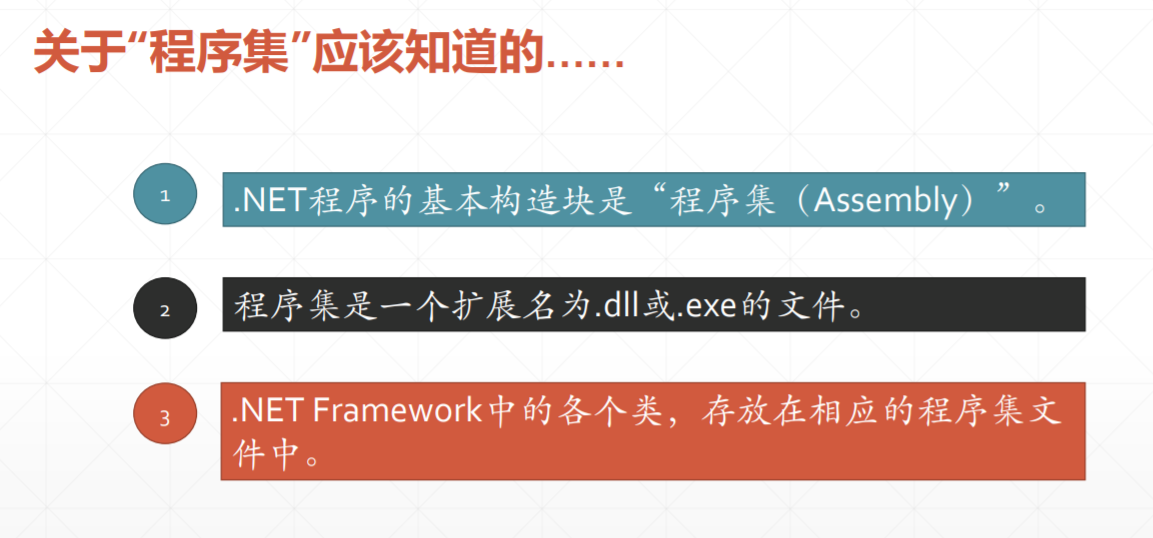 关于“程序集”应该知道的……
1
.NET程序的基本构造块是“程序集（Assembly）”。
2
程序集是一个扩展名为.dll或.exe的文件。
3
.NET Framework中的各个类，存放在相应的程序集文
件中。